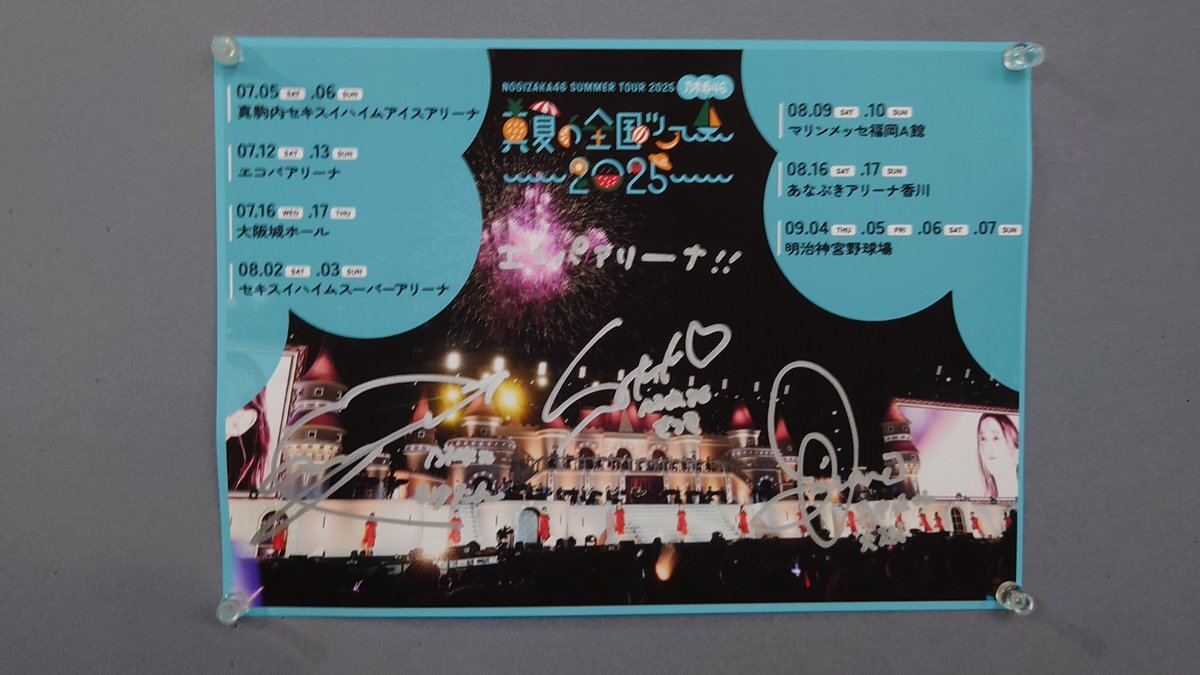 07.05 SAT .06 SUN
真駒内セキスイハイムアイスアリーナ
07.12 SAT .13 SUN
エコパアリーナ
07.16 WED .17 THU
大阪城ホール
08.02 SAT .03 SUN
セキスイハイムスーパーアリーナ
NOGIZAKA46 SUMMER TOUR 2025 乃木坂46
真夏の全国ツアー
2025
エコパアリーナ!!
08.09 SAT .10 SUN
マリンメッセ福岡A館
08.16 SAT .17 SUN
あなぶきアリーナ香川
09.04 THU .05 FRI .06 SAT .07 SUN
明治神宮野球場